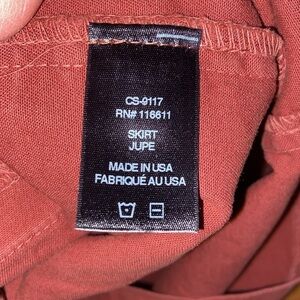 CS-9117
RN# 116611
SKIRT
JUPE
MADE IN USA
FABRIQUÉ AU USA